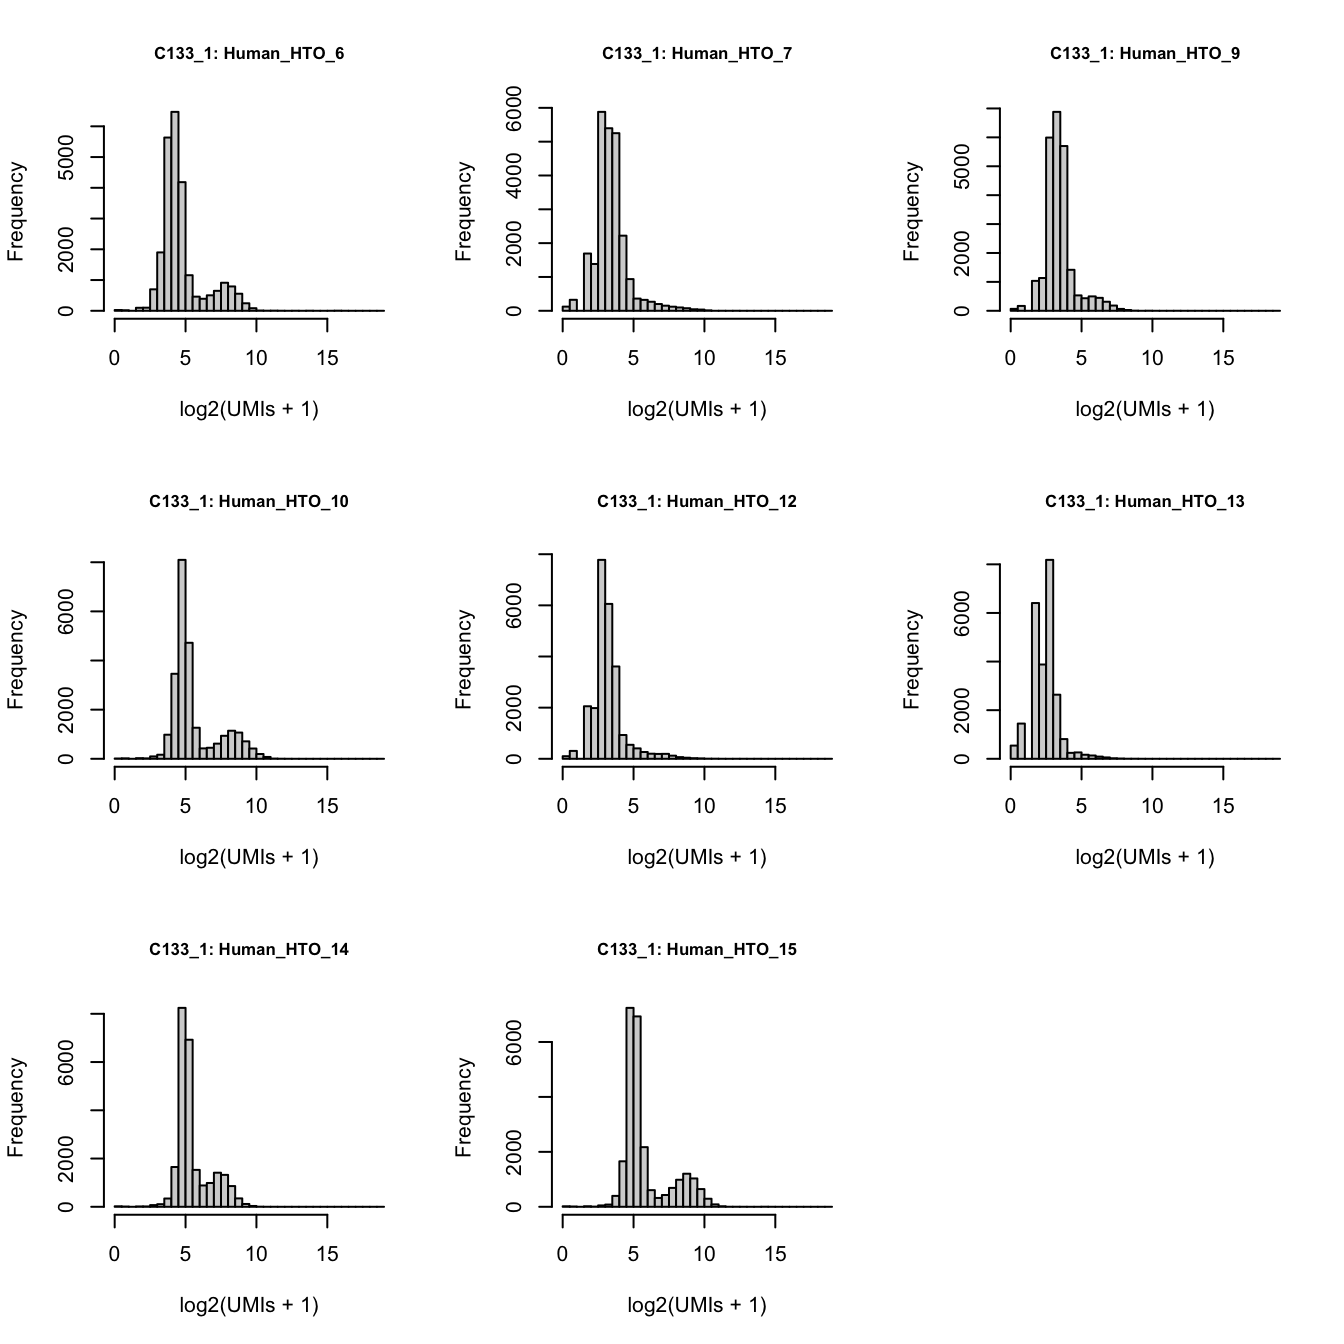 C133_1: Human_HTO_6
Frequency
0
2000
5000
0 5 10 15
log2(UMIs + 1)
C133_1: Human_HTO_7
Frequency
0
2000
4000
6000
0 5 10 15
log2(UMIs + 1)
C133_1: Human_HTO_9
Frequency
0
2000
5000
0 5 10 15
log2(UMIs + 1)
C133_1: Human_HTO_10
Frequency
0
2000
6000
0 5 10 15
log2(UMIs + 1)
C133_1: Human_HTO_12
Frequency
0
2000
6000
0 5 10 15
log2(UMIs + 1)
C133_1: Human_HTO_13
Frequency
0
2000
6000
0 5 10 15
log2(UMIs + 1)
C133_1: Human_HTO_14
Frequency
0
2000
6000
0 5 10 15
log2(UMIs + 1)
C133_1: Human_HTO_15
Frequency
0
2000
6000
0 5 10 15
log2(UMIs + 1)